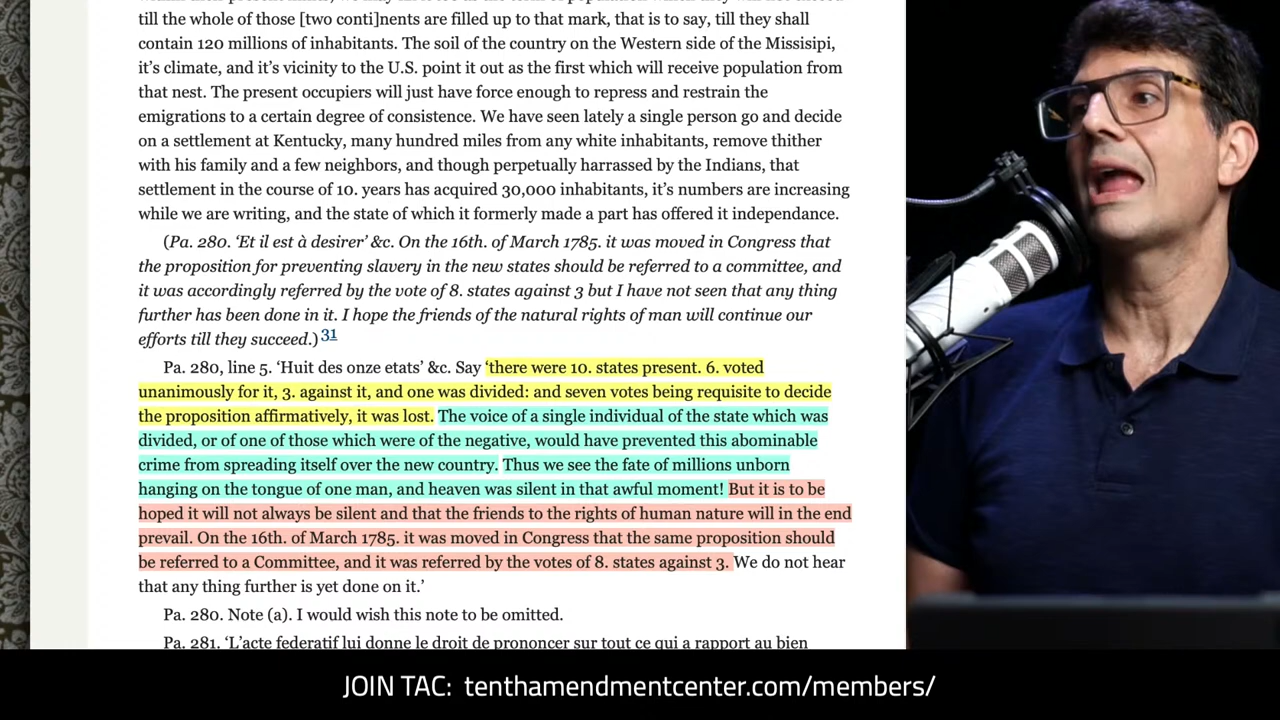 till the whole of those [two conti]nents are filled up to that mark, that is to say, till they shall
contain 120 millions of inhabitants. The soil of the country on the Western side of the Missisipi,
it’s climate, and it’s vicinity to the U.S. point it out as the first which will receive population from
that nest. The present occupiers will just have force enough to repress and restrain the
emigrations to a certain degree of consistence. We have seen lately a single person go and decide
on a settlement at Kentucky, many hundred miles from any white inhabitants, remove thither
with his family and a few neighbors, and though perpetually harrassed by the Indians, that
settlement in the course of 10. years has acquired 30,000 inhabitants, it’s numbers are increasing
while we are writing, and the state of which it formerly made a part has offered it independance.
(Pa. 280. ‘Et il est à desirer’ &c. On the 16th. of March 1785. it was moved in Congress that
the proposition for preventing slavery in the new states should be referred to a committee, and
it was accordingly referred by the vote of 8. states against 3 but I have not seen that any thing
further has been done in it. I hope the friends of the natural rights of man will continue our
efforts till they succeed.)31
Pa. 280, line 5. ‘Huit des onze etats’ &c. Say ‘there were 10. states present. 6. voted
unanimously for it, 3. against it, and one was divided: and seven votes being requisite to decide
the proposition affirmatively, it was lost. The voice of a single individual of the state which was
divided, or of one of those which were of the negative, would have prevented this abominable
crime from spreading itself over the new country. Thus we see the fate of millions unborn
hanging on the tongue of one man, and heaven was silent in that awful moment! But it is to be
hoped it will not always be silent and that the friends to the rights of human nature will in the end
prevail. On the 16th. of March 1785. it was moved in Congress that the same proposition should
be referred to a Committee, and it was referred by the votes of 8. states against 3. We do not hear
that any thing further is yet done on it.’
Pa. 280. Note (a). I would wish this note to be omitted.
Pa. 281. ‘L’acte federatif lui donne le droit de prononcer sur tout ce qui a rapport au bien
JOIN TAC: tenthamendmentcenter.com/members/